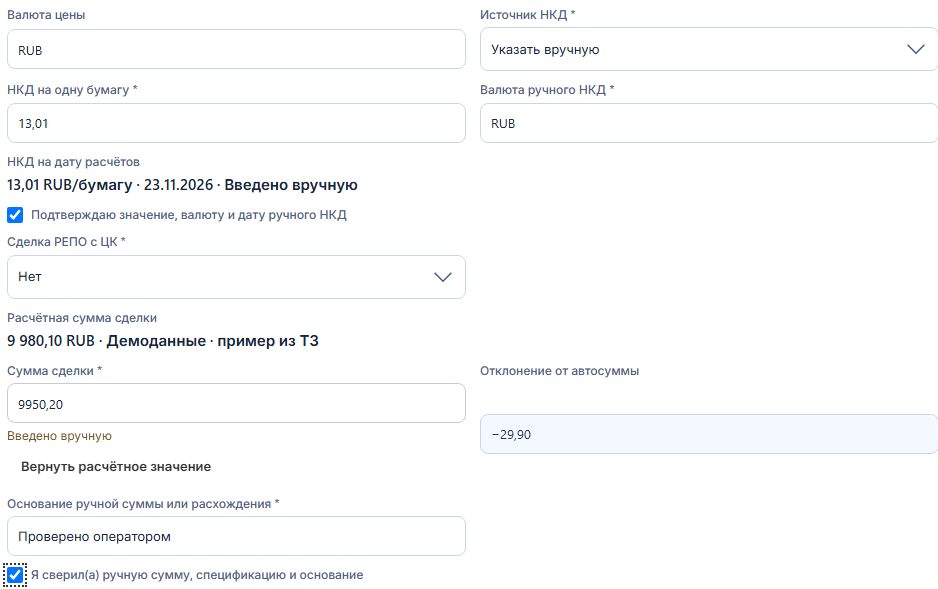 Валюта цены
Источник НКД *
RUB
Указать вручную
НКД на одну бумагу *
Валюта ручного НКД *
13,01
RUB
НКД на дату расчётов
13,01 RUB/бумагу · 23.11.2026 · Введено вручную
Подтверждаю значение, валюту и дату ручного НКД
Сделка РЕПО с ЦК *
Нет
Расчётная сумма сделки
9 980,10 RUB · Демоданные · пример из ТЗ
Сумма сделки *
Отклонение от автосуммы
9950,20
−29,90
Введено вручную
Вернуть расчётное значение
Основание ручной суммы или расхождения *
Проверено оператором
Я сверил(а) ручную сумму, спецификацию и основание